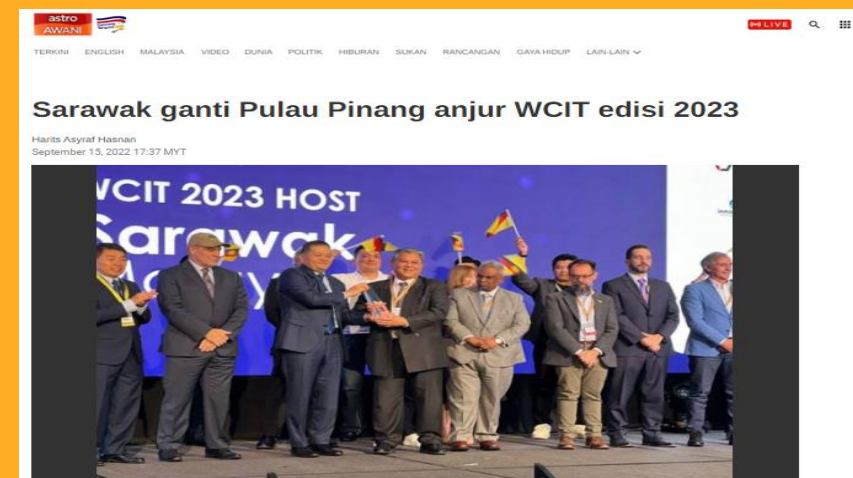 astro
AWANI
LIVE
TERKINI ENGLISH MALAYSIA VIDEO DUNIA POLITIK HIBURAN SUKAN RANCANGAN GAYA HIDUP LAIN-LAIN
Sarawak ganti Pulau Pinang anjur WCIT edisi 2023
Harits Asyraf Hasnan
September 15, 2022 17:37 MYT
WCIT 2023 HOST
Sarawak